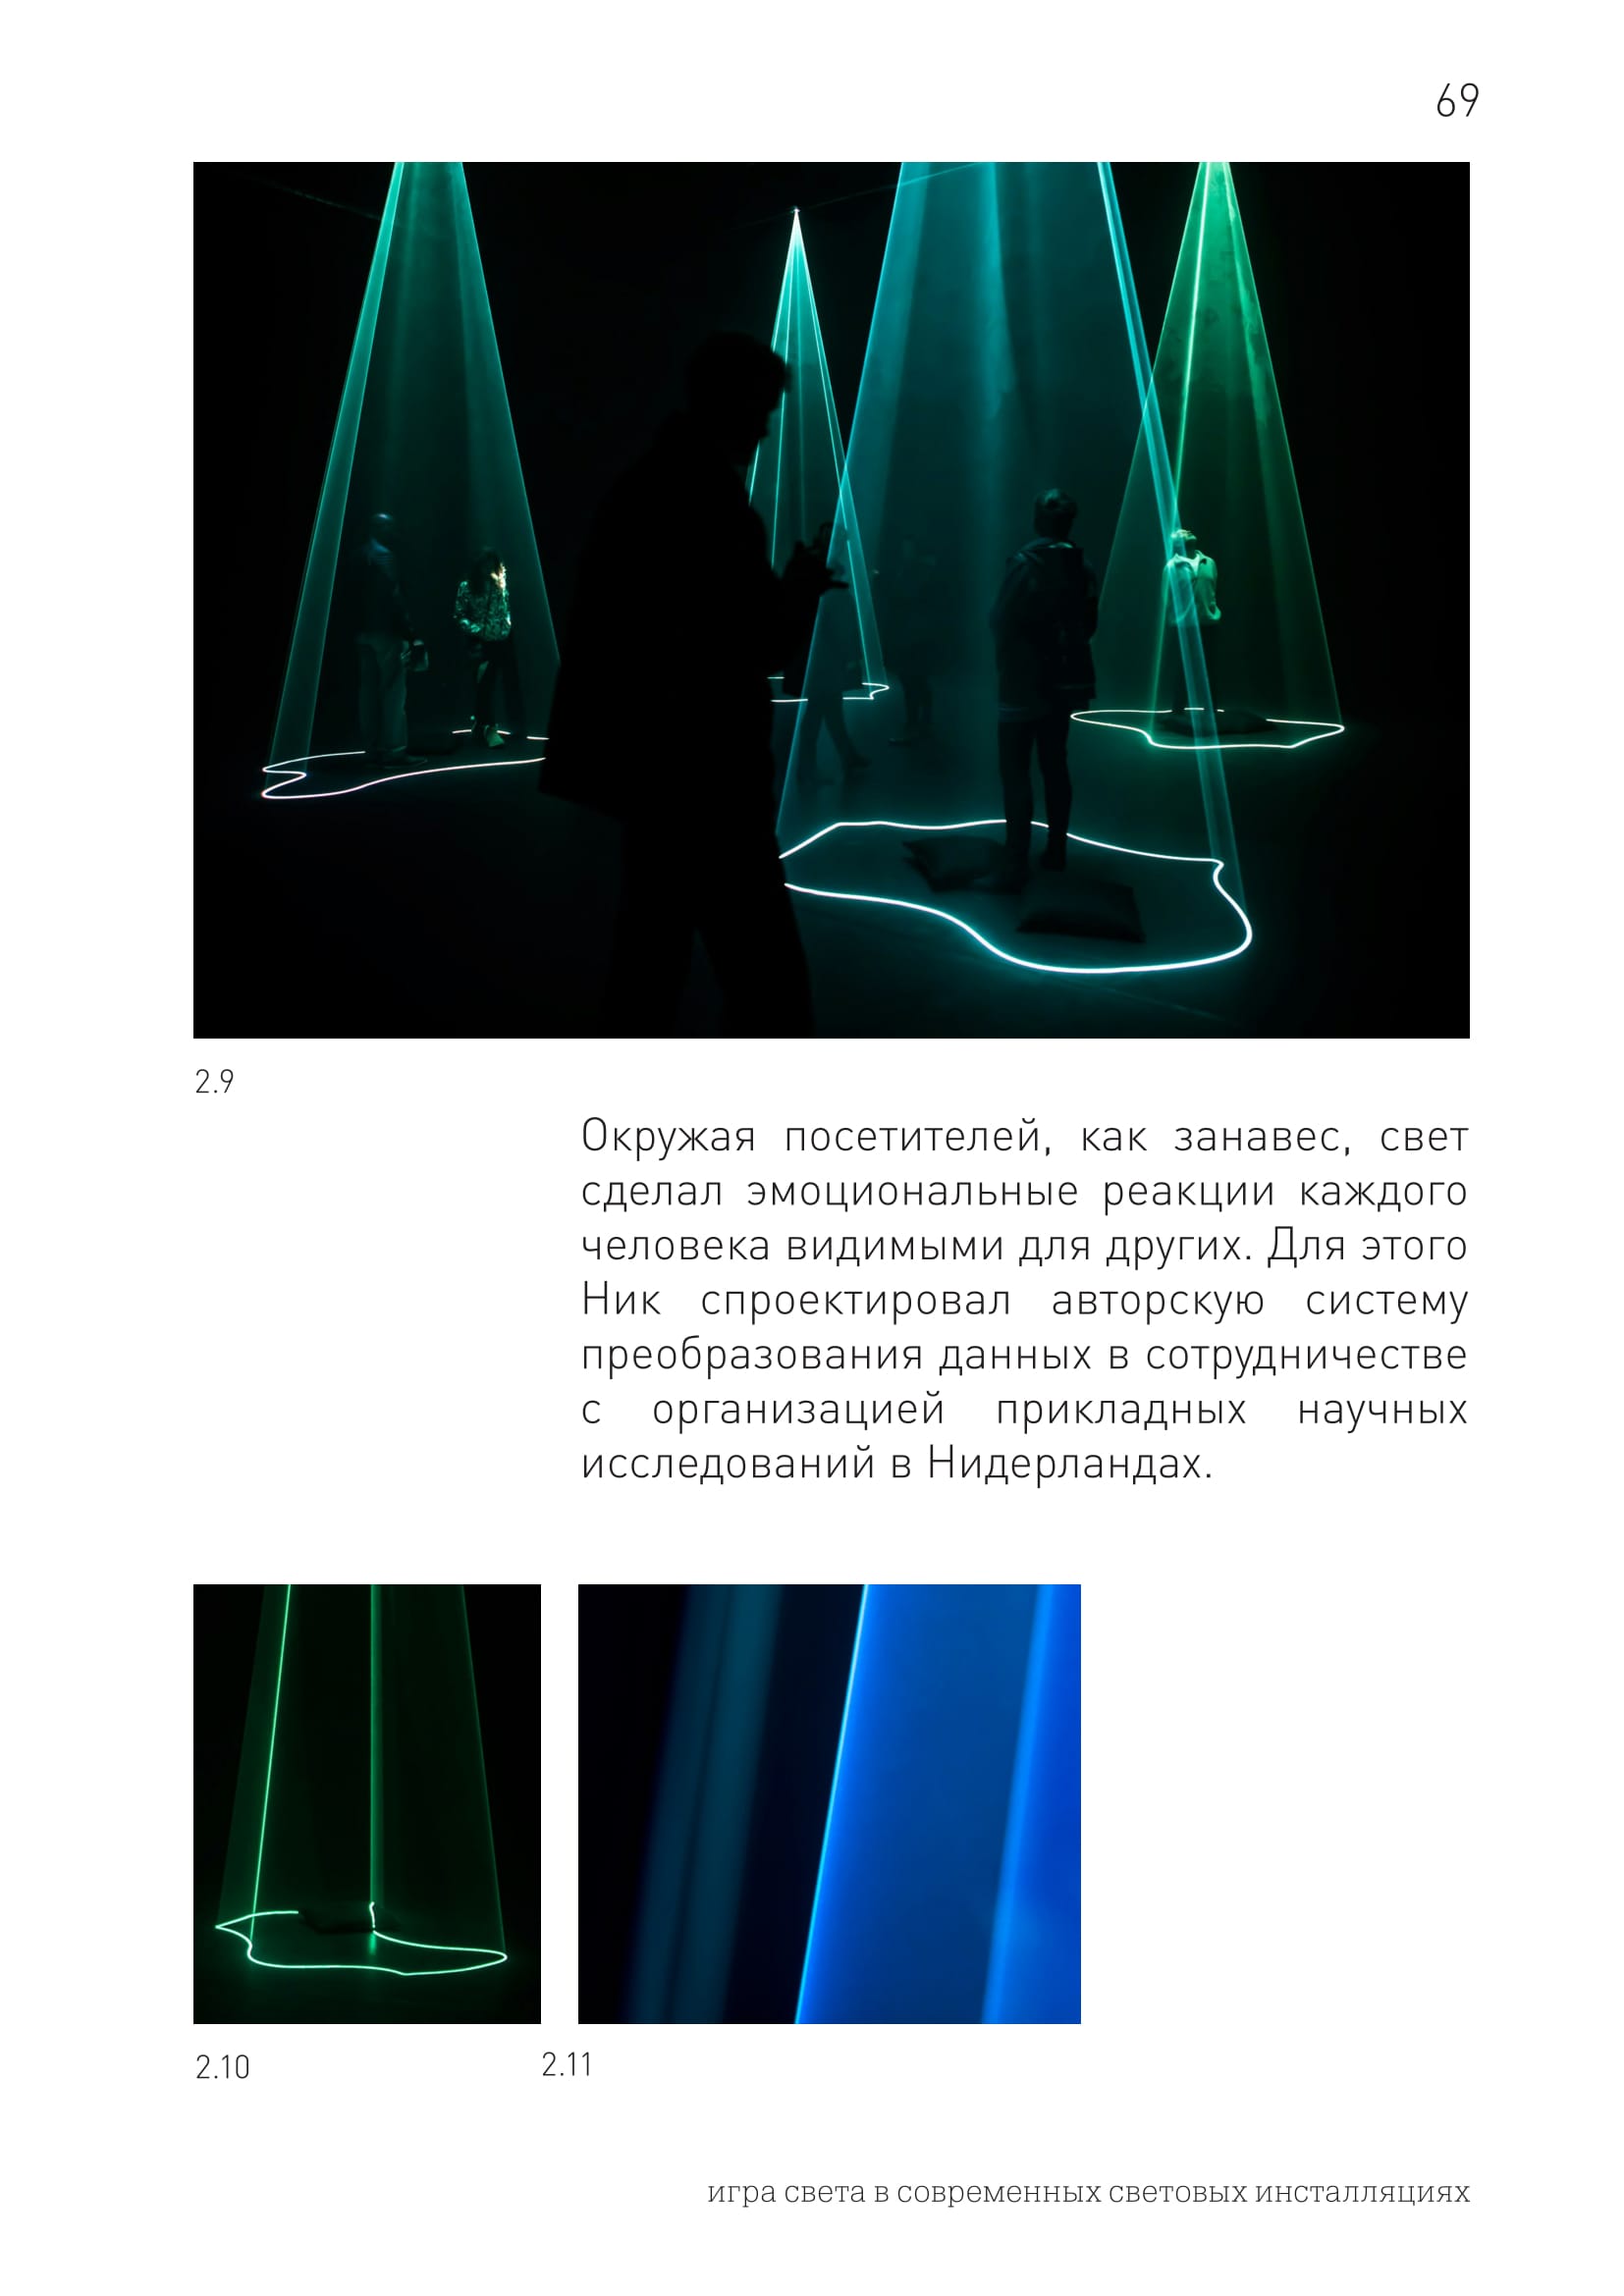 69
2.9
Окружая посетителей, как занавес, свет
сделал эмоциональные реакции каждого
человека видимыми для других. Для этого
Ник спроектировал авторскую систему
преобразования данных в сотрудничестве
с организацией прикладных научных
исследований в Нидерландах.
2.10
2.11
игра света в современных световых инсталляциях